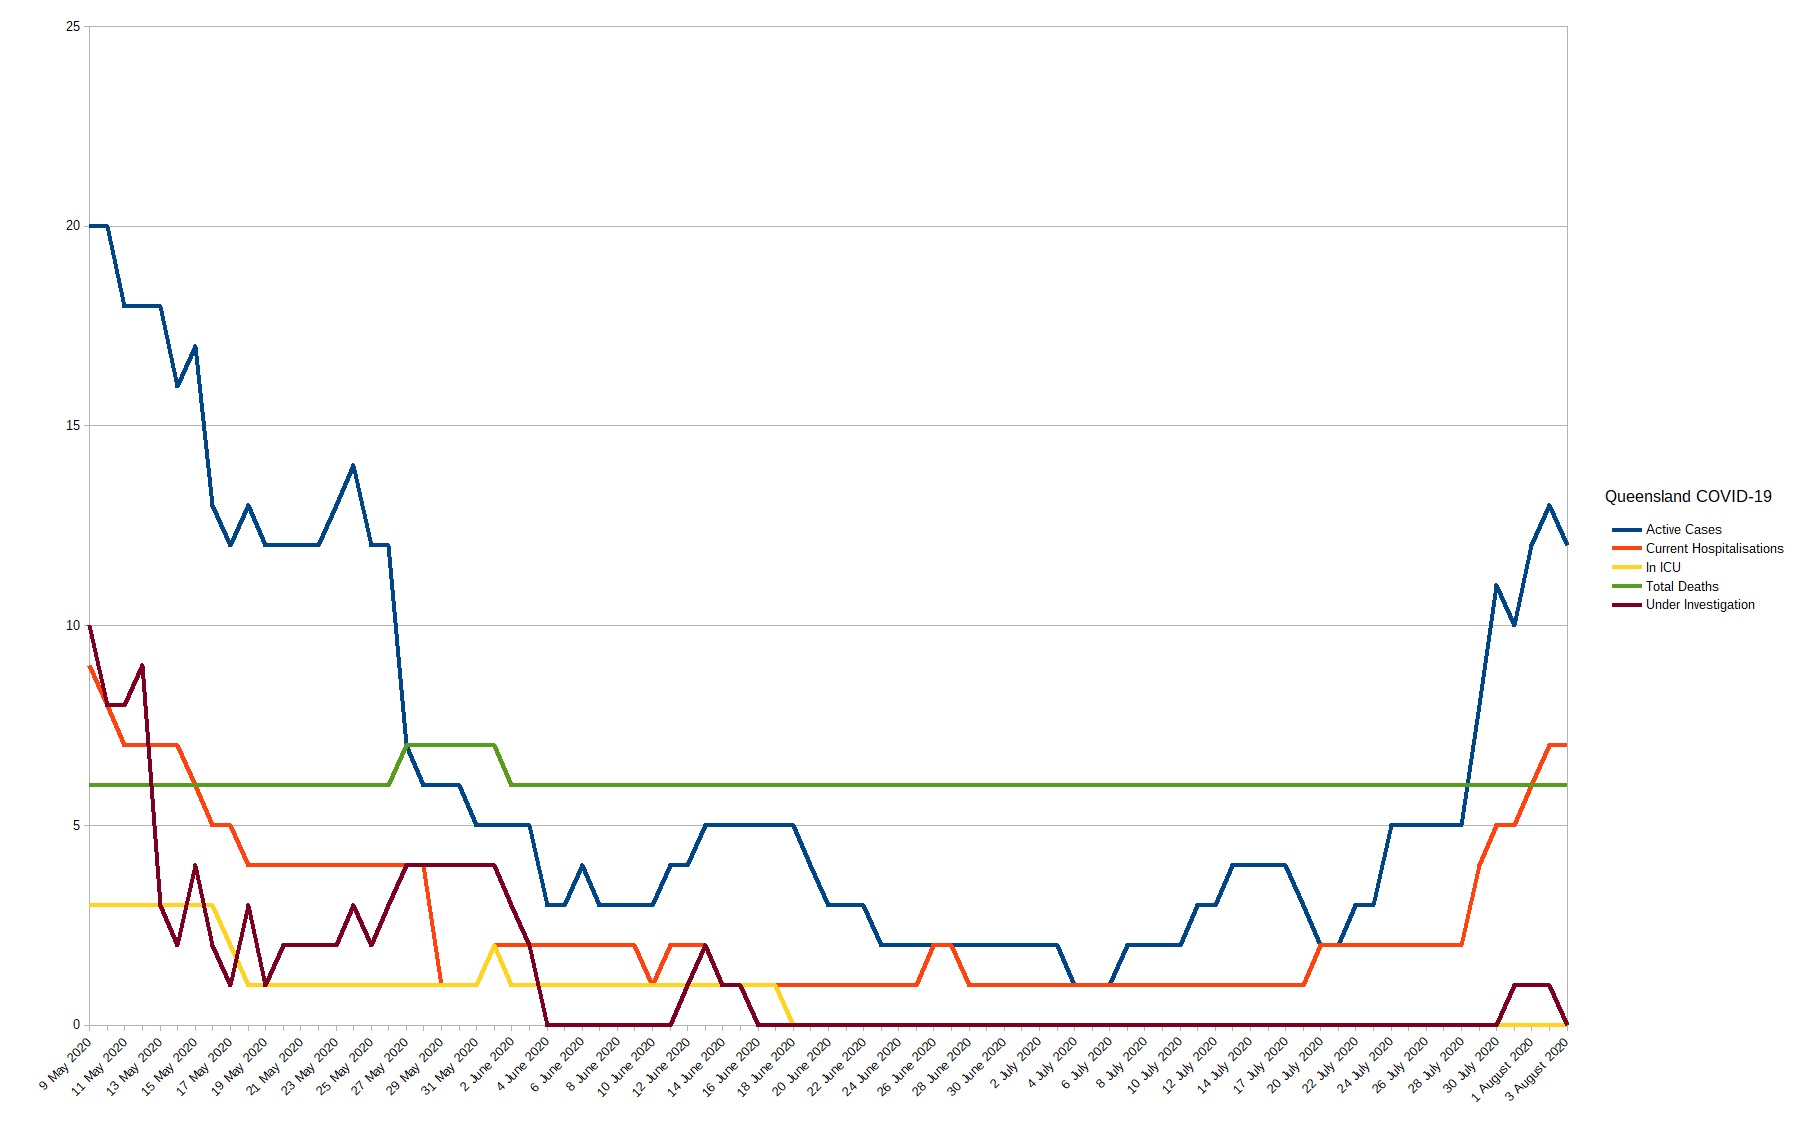 25
20
15
10
5
0
9 May 2020
11 May 2020
13 May 2020
15 May 2020
17 May 2020
19 May 2020
21 May 2020
23 May 2020
25 May 2020
27 May 2020
29 May 2020
31 May 2020
2 June 2020
4 June 2020
6 June 2020
8 June 2020
10 June 2020
12 June 2020
14 June 2020
16 June 2020
18 June 2020
20 June 2020
22 June 2020
24 June 2020
26 June 2020
28 June 2020
30 June 2020
2 July 2020
4 July 2020
6 July 2020
8 July 2020
10 July 2020
12 July 2020
14 July 2020
17 July 2020
20 July 2020
22 July 2020
24 July 2020
26 July 2020
28 July 2020
30 July 2020
1 August 2020
3 August 2020
Queensland COVID-19
Active Cases
Current Hospitalisations
In ICU
Total Deaths
Under Investigation